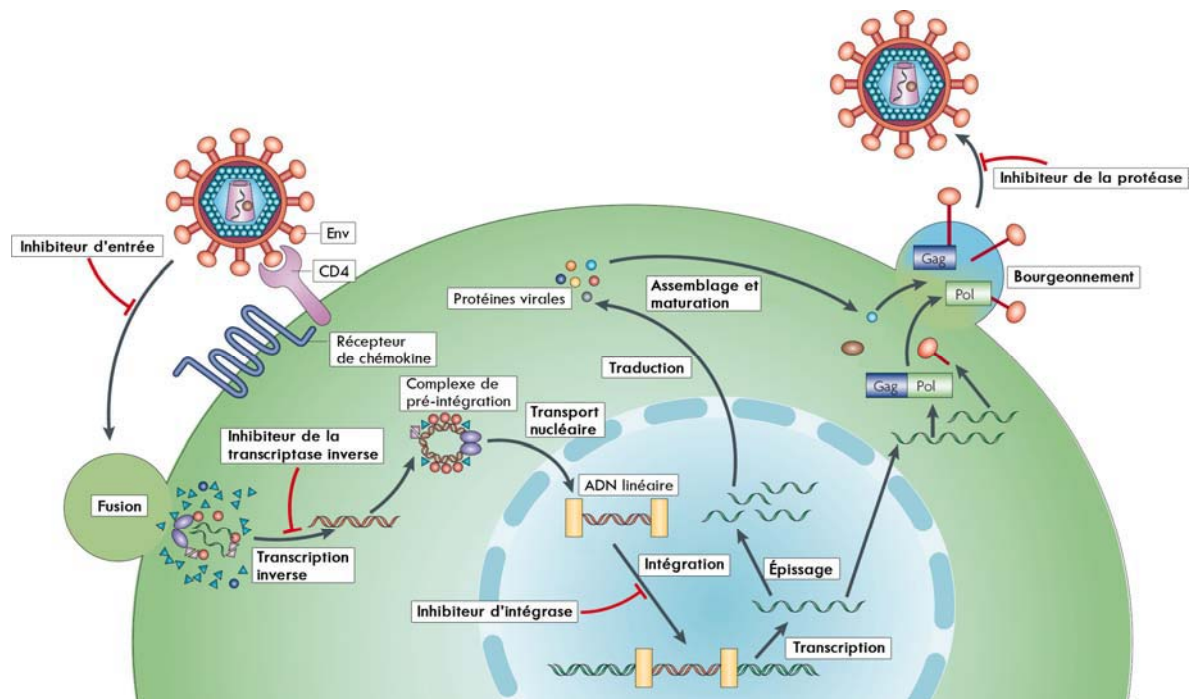 Inhibiteur d'entrée
Env
CD4
Récepteur
de chémokine
Fusion
Inhibiteur de la
transcriptase inverse
Transcription
inverse
Complexe de
pré-intégration
Transport
nucléaire
ADN linéaire
Intégration
Inhibiteur d'intégrase
Transcription
Épissage
Traduction
Protéines virales
Assemblage et
maturation
Gag
Pol
Gag
Pol
Bourgeonnement
Inhibiteur de la protéase